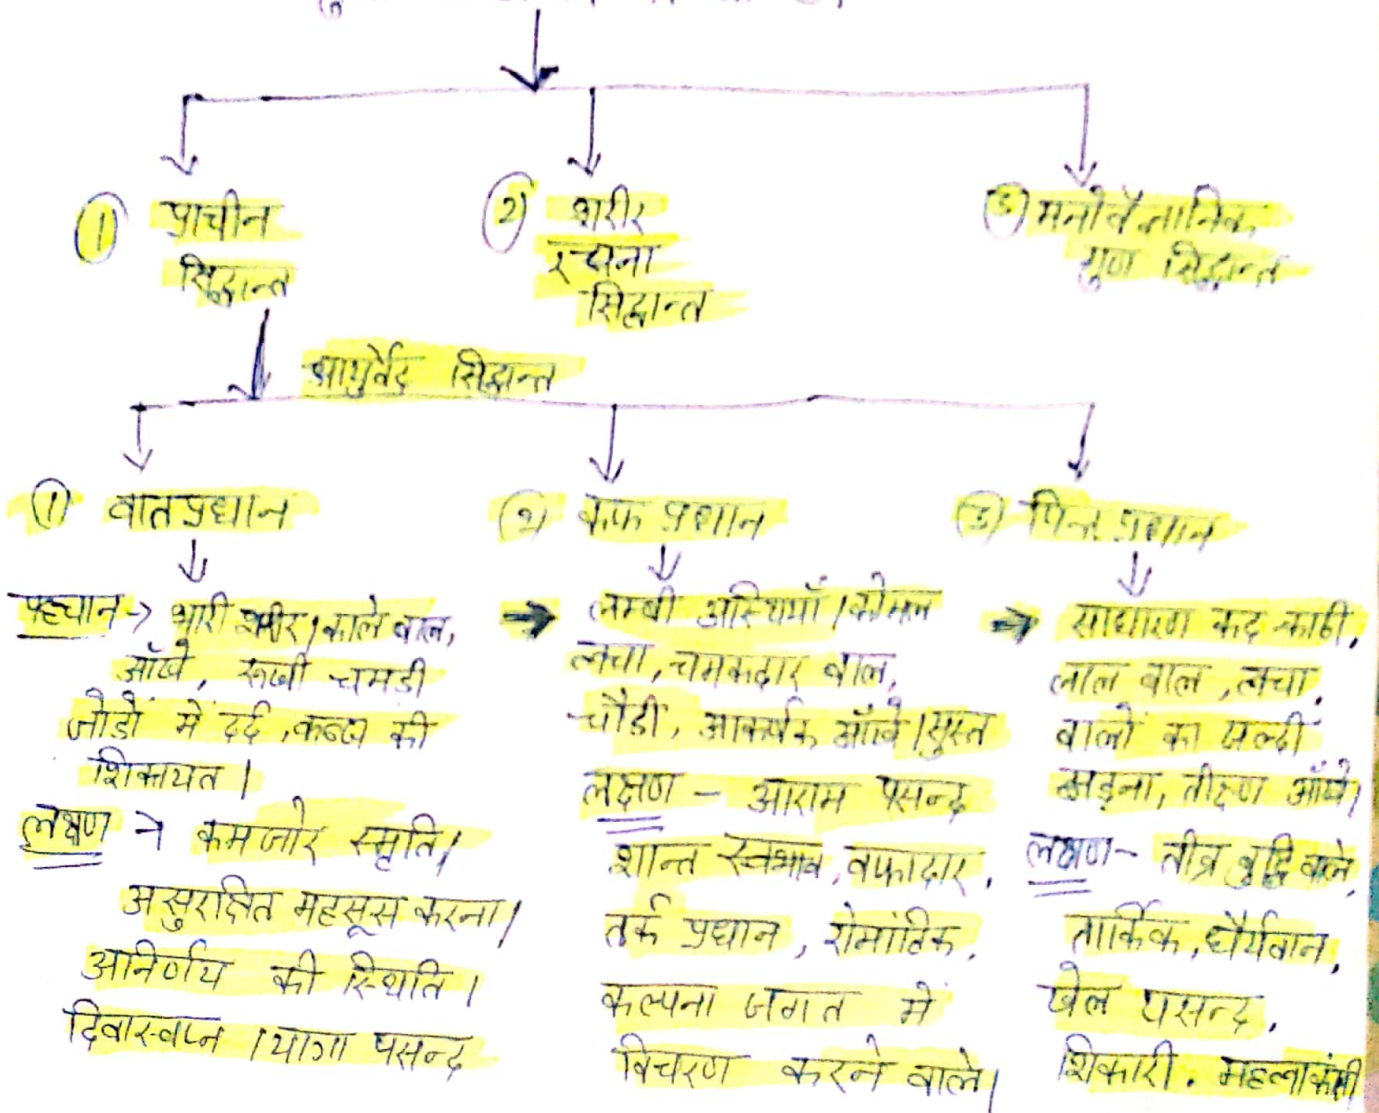 ① प्राचीन
सिद्धान्त
② शरीर
रचना
सिद्धान्त
③ मनोवैज्ञानिक
गुण सिद्धान्त
आयुर्वेद सिद्धान्त
① वातप्रधान
पहचान → भारी शरीर। काले बाल,
आँखे, रूखी चमडी
जोडों में दर्द, कब्ज की
शिकायत।
लक्षण → कमजोर स्मृति।
असुरक्षित महसूस करना।
अनिर्णय की स्थिति।
दिवास्वप्न। पसन्द
② कफ प्रधान
लम्बी अस्थियाँ। कोमल
त्वचा, चमकदार बाल,
चौडी, आकर्षक आँखे। सुस्त
लक्षण - आराम पसन्द
शान्त स्वभाव, वफादार,
तर्क प्रधान, रोमांटिक,
कल्पना जगत में
विचरण करने वाले।
③ पित्त प्रधान
साधारण कद काठी,
लाल बाल, त्वचा,
बालों का जल्दी
झड़ना, तीक्ष्ण आँखे।
लक्षण - तीव्र बुद्धि वाले,
तार्किक, धैर्यवान,
खेल पसन्द,
शिकारी, महत्वाकांक्षी